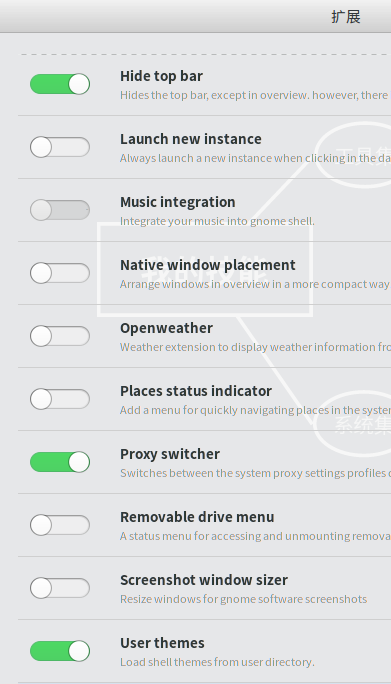 扩展
Hide top bar
Hides the top bar, except in overview. however, there
Launch new instance
Always launch a new instance when clicking in the da
Music integration
Integrate your music into gnome shell.
Native window placement
Arrange windows in overview in a more compact way
Openweather
Weather extension to display weather information fro
Places status indicator
Add a menu for quickly navigating places in the system
Proxy switcher
Switches between the system proxy settings profiles d
Removable drive menu
A status menu for accessing and unmounting remova
系统集
Screenshot window sizer
Resize windows for gnome software screenshots
User themes
Load shell themes from user directory.